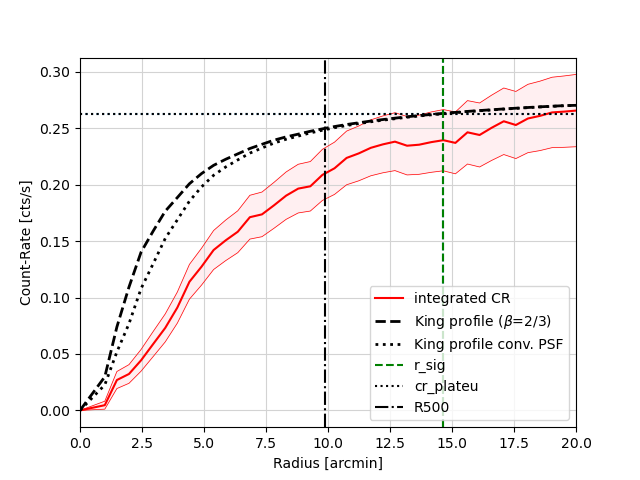 0.30
0.25
0.20
0.15
0.10
0.05
0.00
Count-Rate [cts/s]
integrated CR
King profile (β=2/3)
King profile conv. PSF
r_sig
cr_plateu
R500
0.0 2.5 5.0 7.5 10.0 12.5 15.0 17.5 20.0
Radius [arcmin]